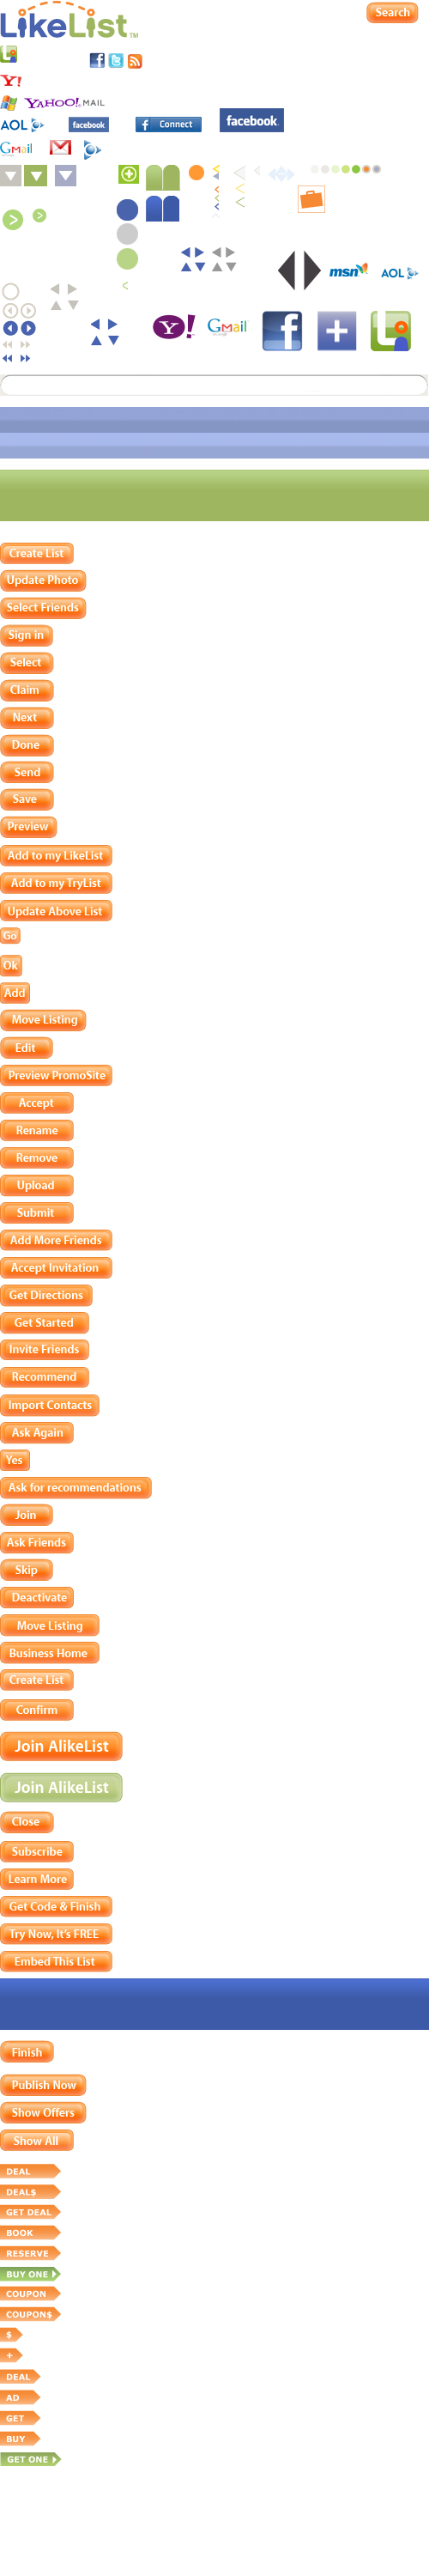 LikeList™
Search
Y!
YAHOO! MAIL
AOL
facebook
f Connect
facebook
Gmail
msn
AOL
Y!
Gmail
f
Create List
Update Photo
Select Friends
Sign in
Select
Claim
Next
Done
Send
Save
Preview
Add to my LikeList
Add to my TryList
Update Above List
Go
Ok
Add
Move Listing
Edit
Preview PromoSite
Accept
Rename
Remove
Upload
Submit
Add More Friends
Accept Invitation
Get Directions
Get Started
Invite Friends
Recommend
Import Contacts
Ask Again
Yes
Ask for recommendations
Join
Ask Friends
Skip
Deactivate
Move Listing
Business Home
Create List
Confirm
Join AlikeList
Join AlikeList
Close
Subscribe
Learn More
Get Code & Finish
Try Now, It's FREE
Embed This List
Finish
Publish Now
Show Offers
Show All
DEAL
DEAL$
GET DEAL
BOOK
RESERVE
BUY ONE
COUPON
COUPON$
$
+
DEAL
AD
GET
BUY
GET ONE